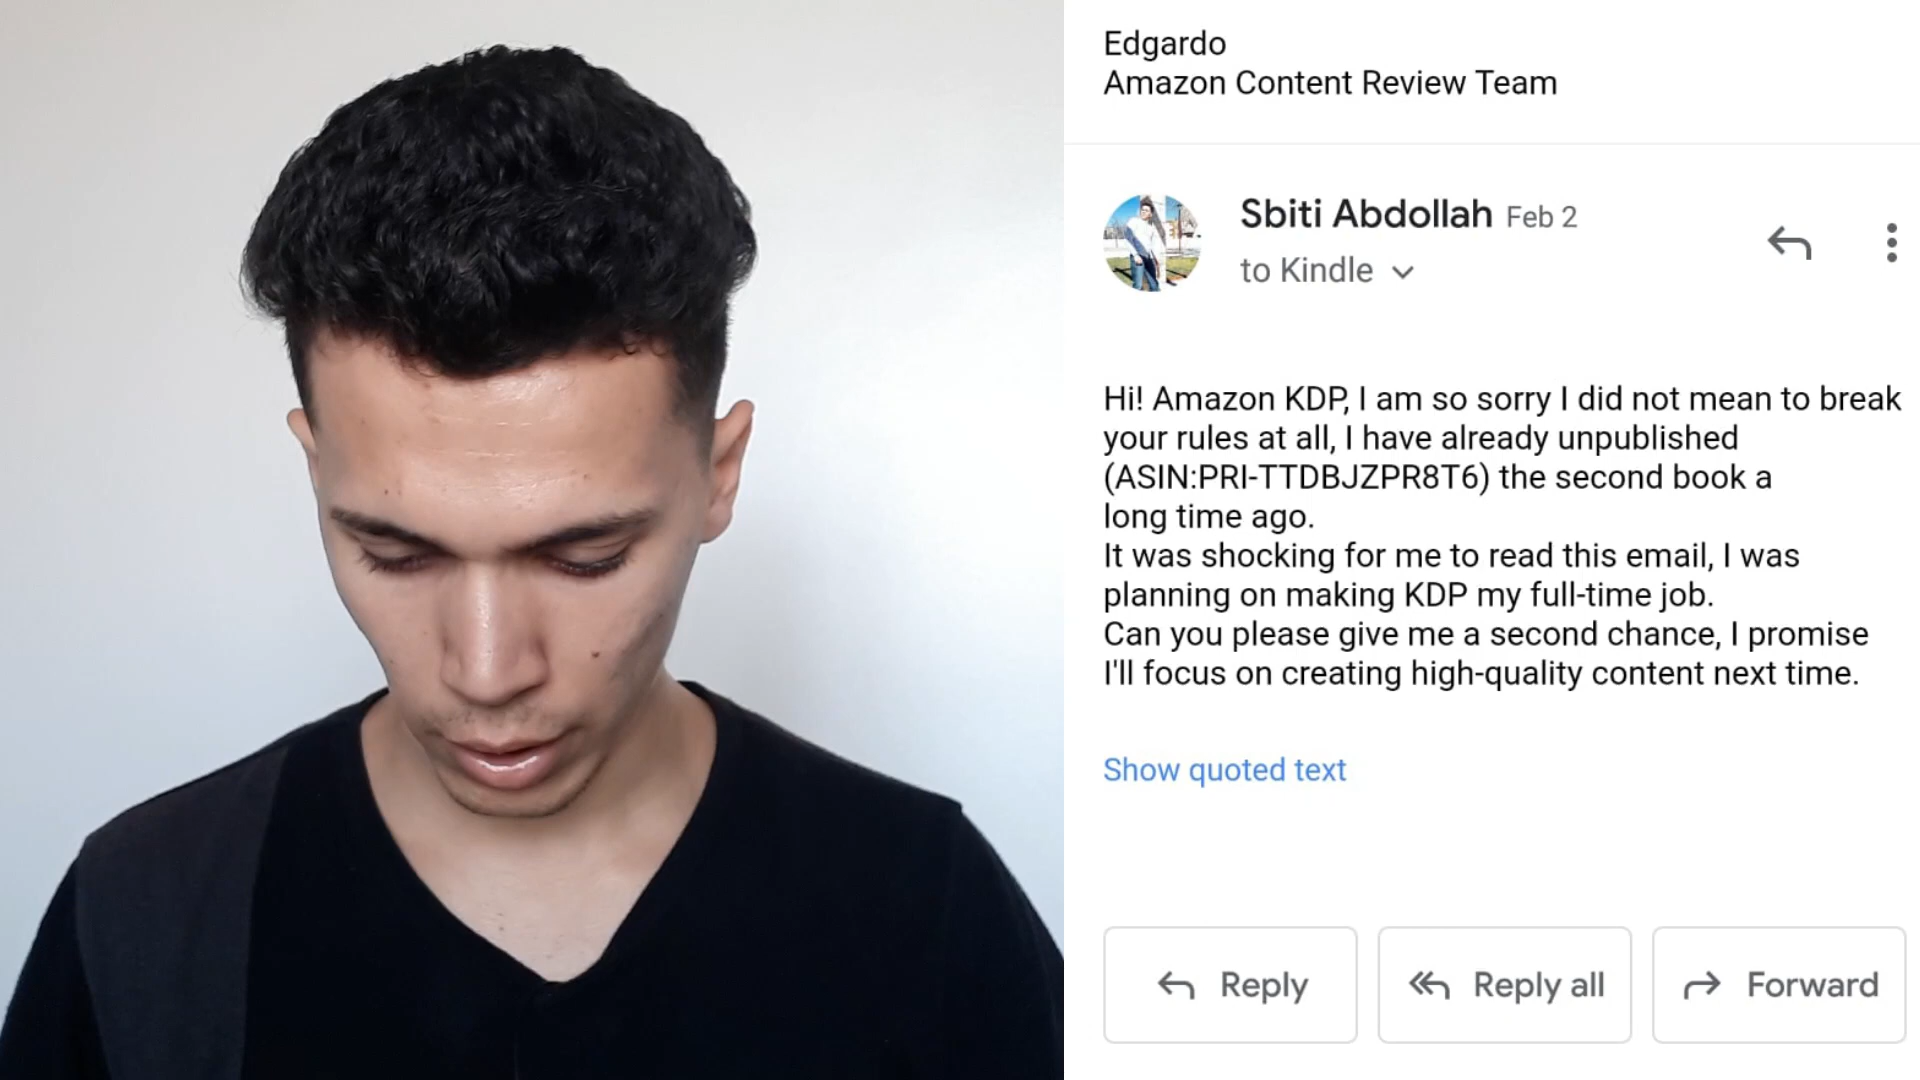 Edgardo
Amazon Content Review Team
Sbiti Abdollah Feb 2
to Kindle
Hi! Amazon KDP, I am so sorry I did not mean to break
your rules at all, I have already unpublished
(ASIN:PRI-TTDBJZPR8T6) the second book a
long time ago.
It was shocking for me to read this email, I was
planning on making KDP my full-time job.
Can you please give me a second chance, I promise
I'll focus on creating high-quality content next time.
Show quoted text
Reply Reply all Forward